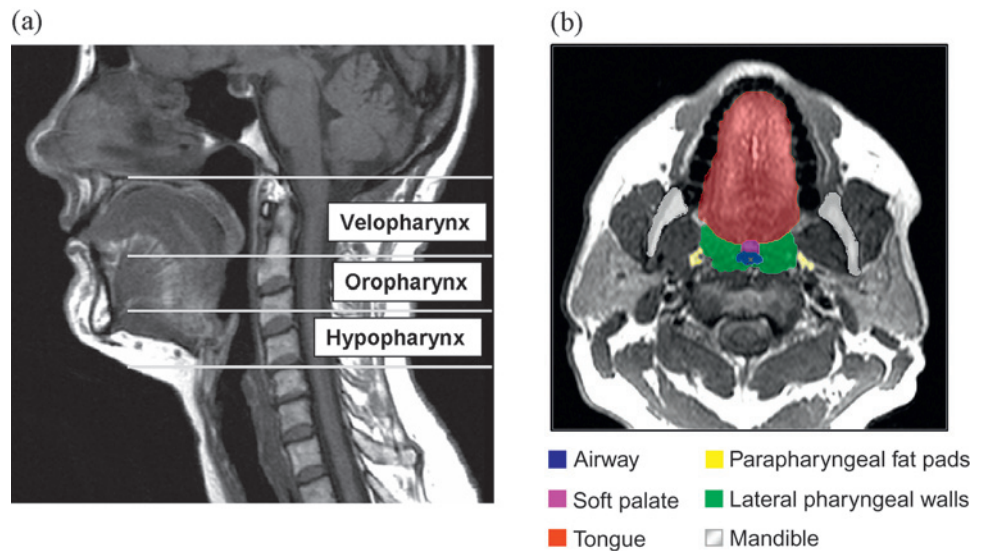 (a)
(b)
Velopharynx
Oropharynx
Hypopharynx
Airway
Parapharyngeal fat pads
Soft palate
Lateral pharyngeal walls
Tongue
Mandible